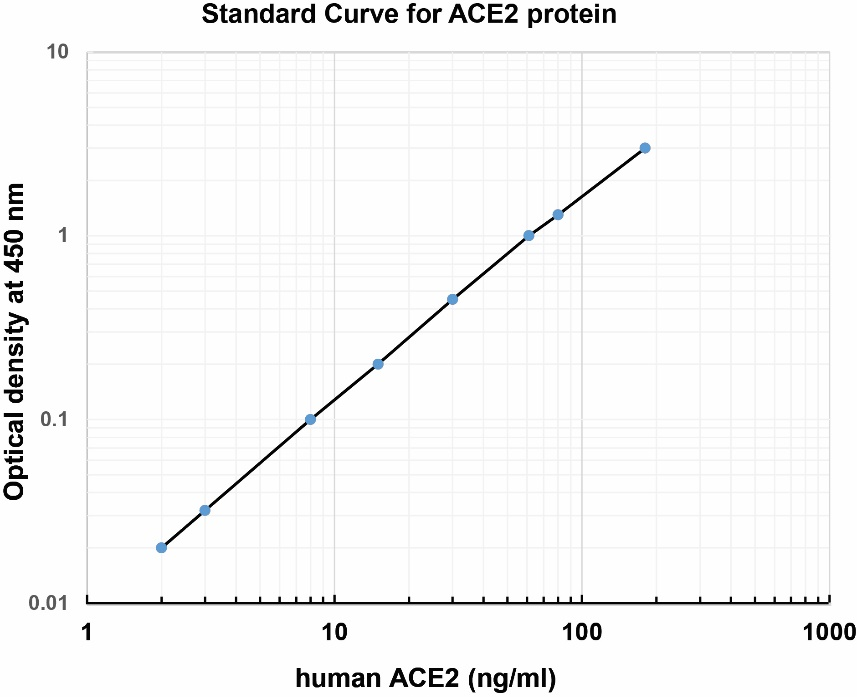 Standard Curve for ACE2 protein
10
1
0.1
0.01
Optical density at 450 nm
1 10 100 1000
human ACE2 (ng/ml)